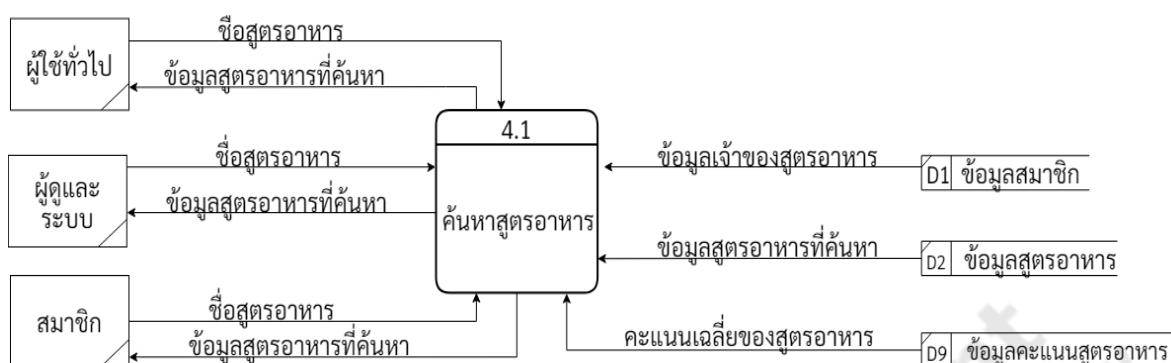 ผู้ใช้ทั่วไป
ชื่อสูตรอาหาร
ข้อมูลสูตรอาหารที่ค้นหา
ผู้ดูและ
ระบบ
ชื่อสูตรอาหาร
ข้อมูลสูตรอาหารที่ค้นหา
สมาชิก
ชื่อสูตรอาหาร
ข้อมูลสูตรอาหารที่ค้นหา
4.1
ค้นหาสูตรอาหาร
ข้อมูลเจ้าของสูตรอาหาร
D1 ข้อมูลสมาชิก
ข้อมูลสูตรอาหารที่ค้นหา
D2 ข้อมูลสูตรอาหาร
คะแนนเฉลี่ยของสูตรอาหาร
D9 ข้อมูลคะแนนสูตรอาหาร